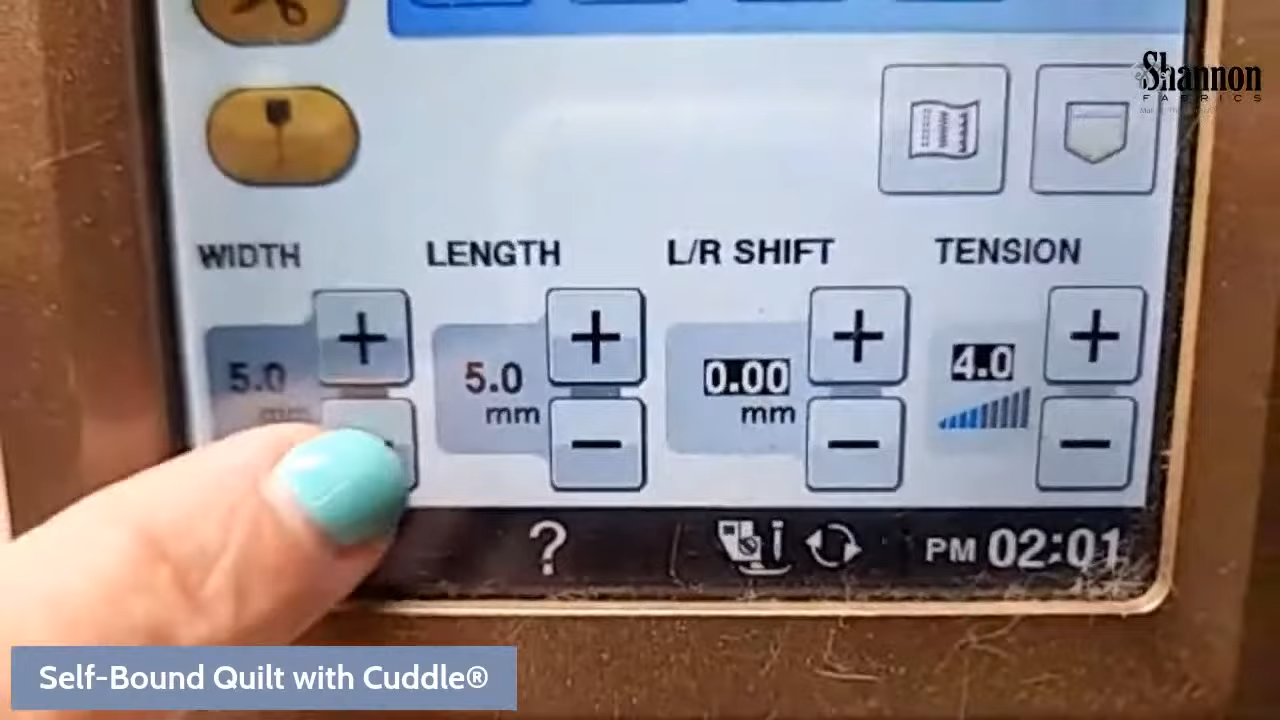 Shannon
FABRICS
WIDTH
LENGTH
L/R SHIFT
TENSION
+
+
+
+
5.0
mm
5.0
mm
0.00
mm
4.0
−
−
−
?
PM 02:01
Self-Bound Quilt with Cuddle®